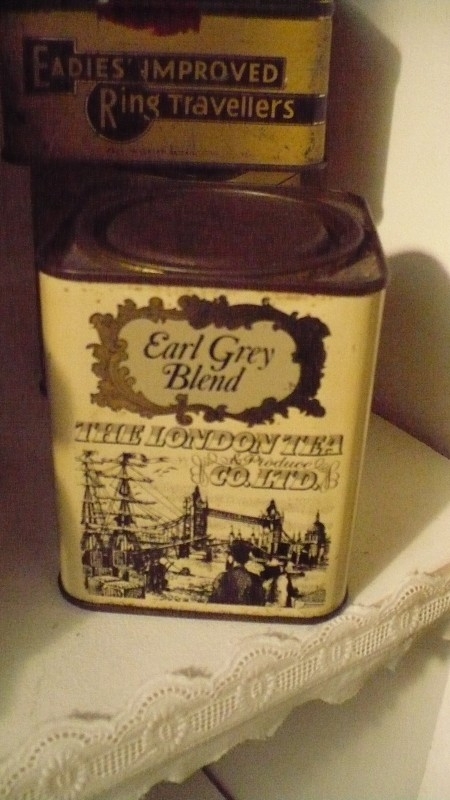 EADIES' IMPROVED
Ring Travellers
Earl Grey
Blend
THE LONDON TEA
& Produce
CO. LTD.